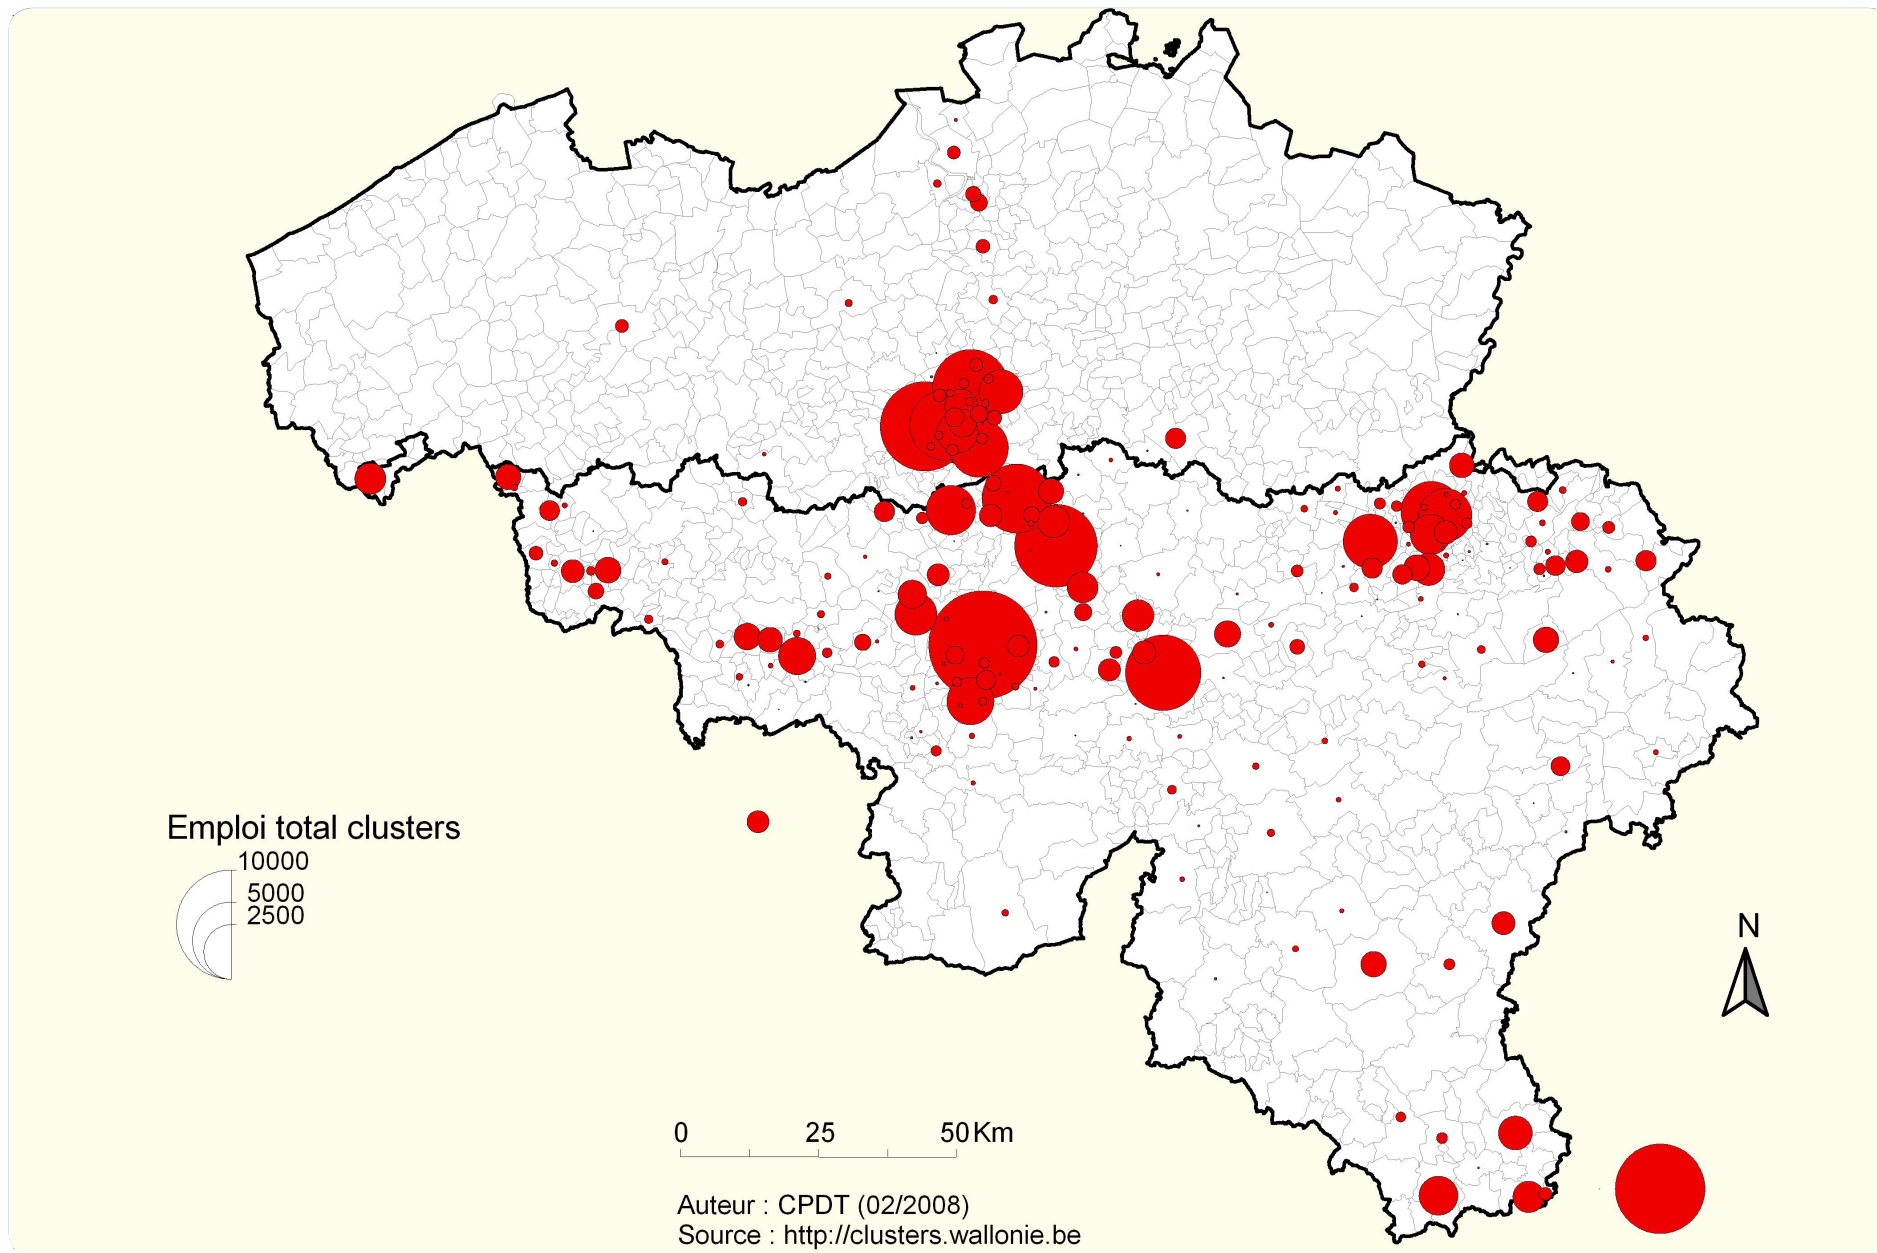 Emploi total clusters
10000
5000
2500
N
0 25 50 Km
Auteur : CPDT (02/2008)
Source : http://clusters.wallonie.be